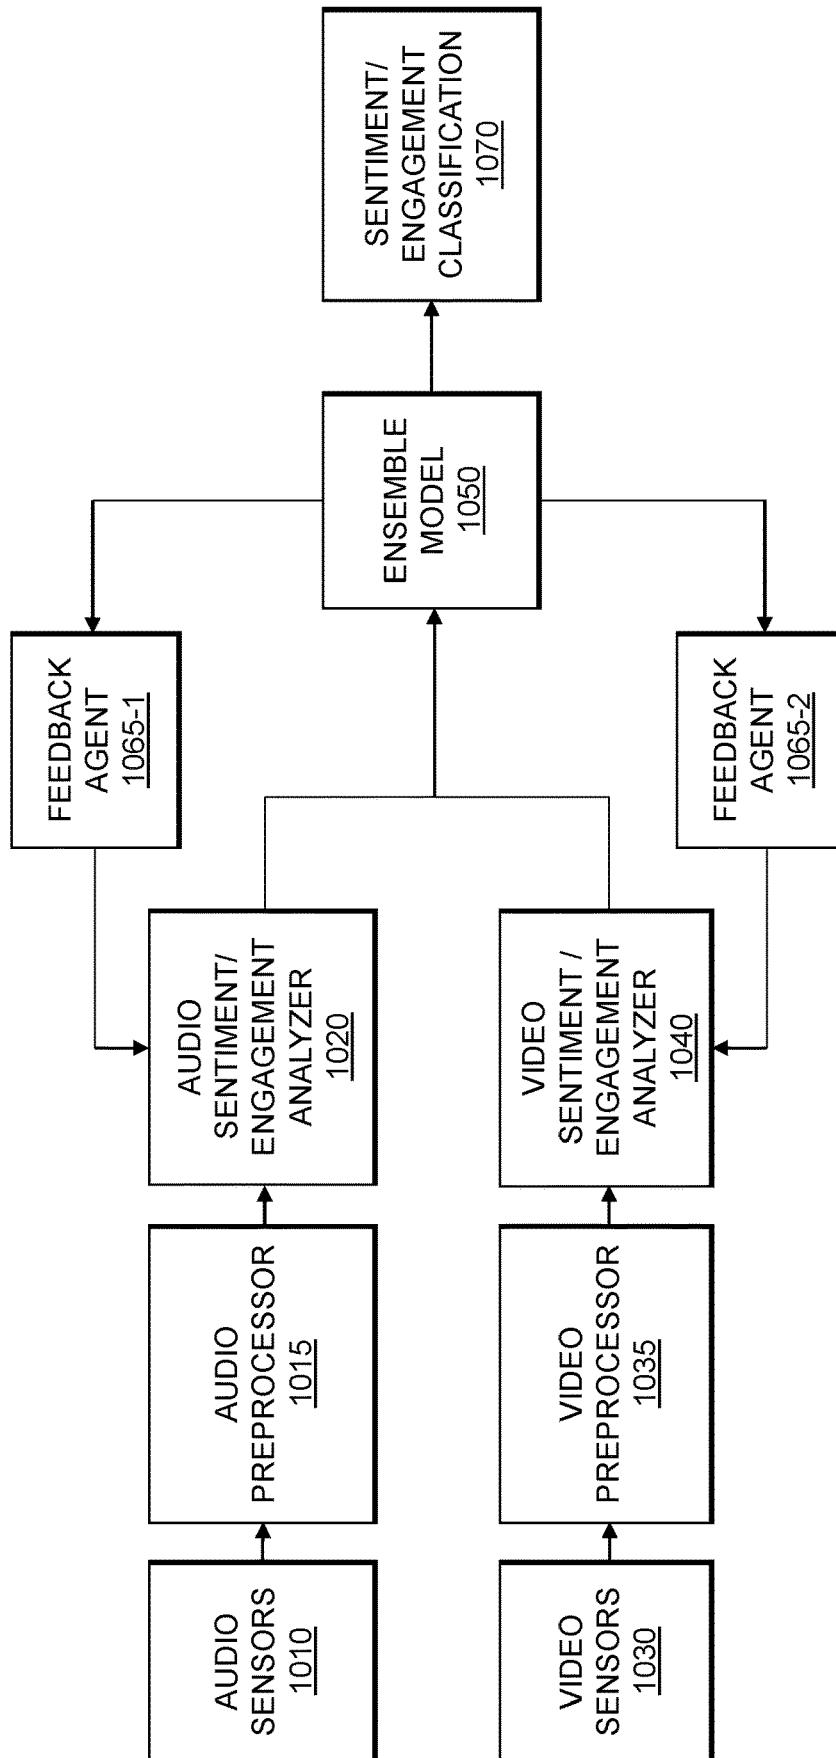 AUDIO
SENSORS
1010
AUDIO
PREPROCESSOR
1015
AUDIO
SENTIMENT/
ENGAGEMENT
ANALYZER
1020
FEEDBACK
AGENT
1065-1
VIDEO
SENSORS
1030
VIDEO
PREPROCESSOR
1035
VIDEO
SENTIMENT /
ENGAGEMENT
ANALYZER
1040
FEEDBACK
AGENT
1065-2
ENSEMBLE
MODEL
1050
SENTIMENT/
ENGAGEMENT
CLASSIFICATION
1070